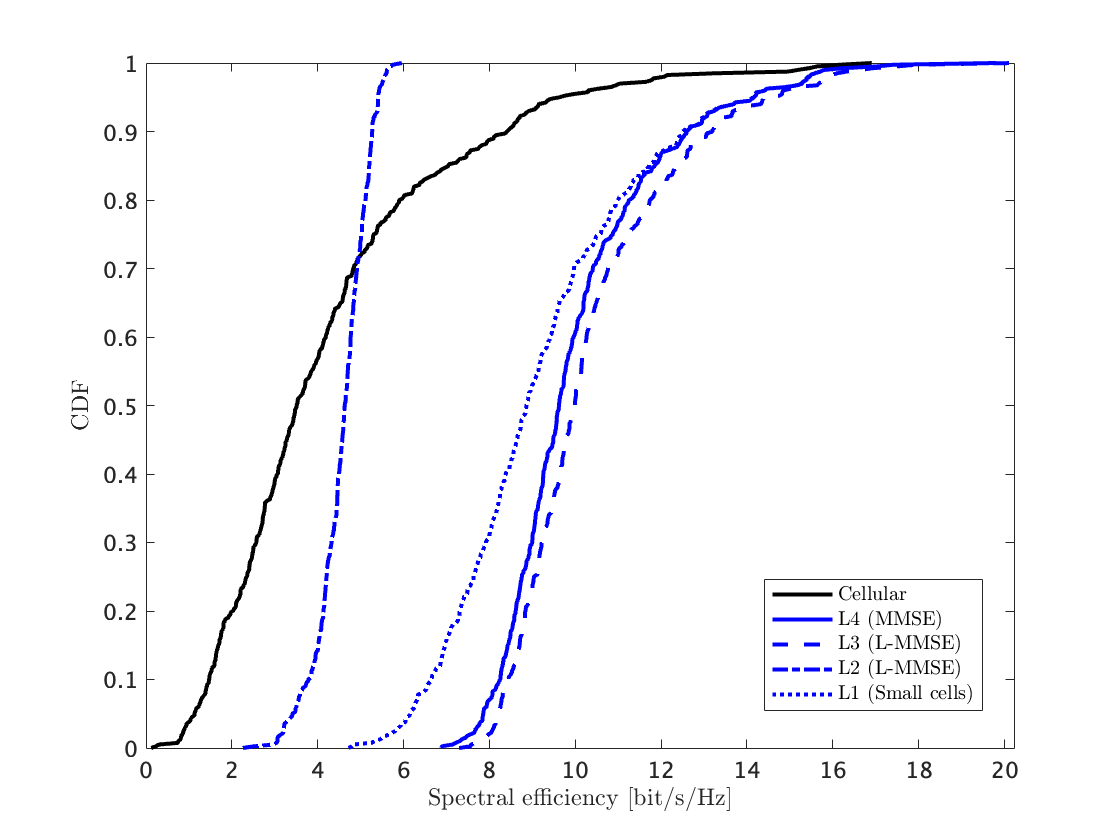 1
0.9
0.8
0.7
0.6
0.5
0.4
0.3
0.2
0.1
0
CDF
0 2 4 6 8 10 12 14 16 18 20
Spectral efficiency [bit/s/Hz]
Cellular
L4 (MMSE)
L3 (L-MMSE)
L2 (L-MMSE)
L1 (Small cells)